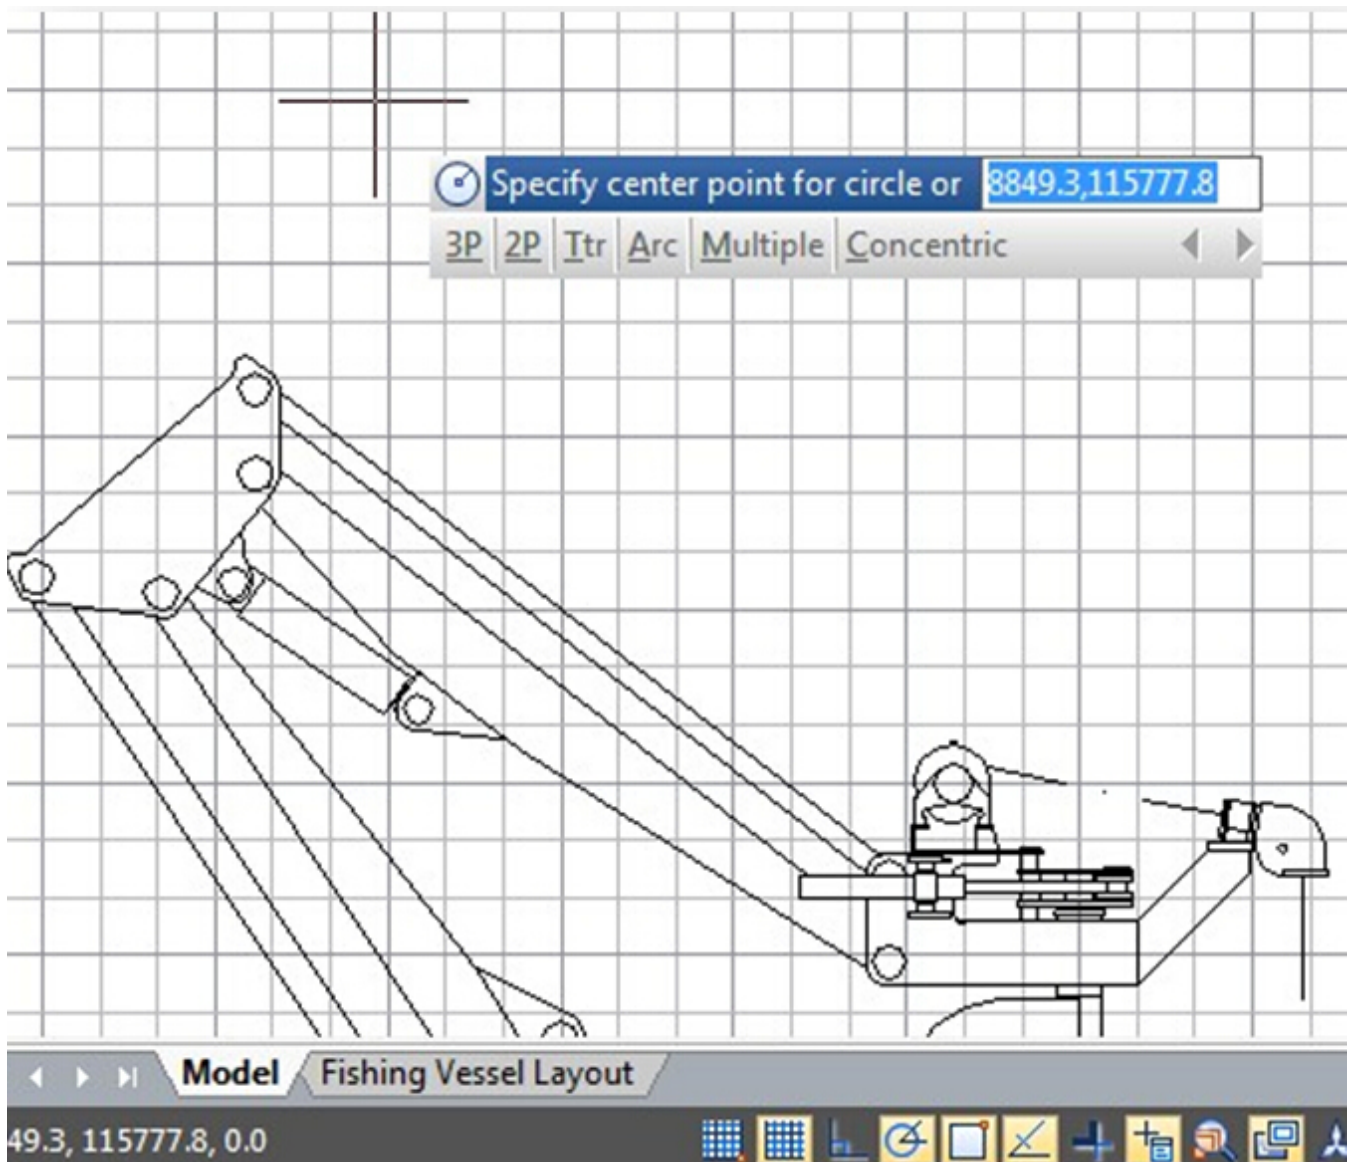 Specify center point for circle or 8849.3,115777.8
3P 2P Ttr Arc Multiple Concentric
Model Fishing Vessel Layout
49.3, 115777.8, 0.0